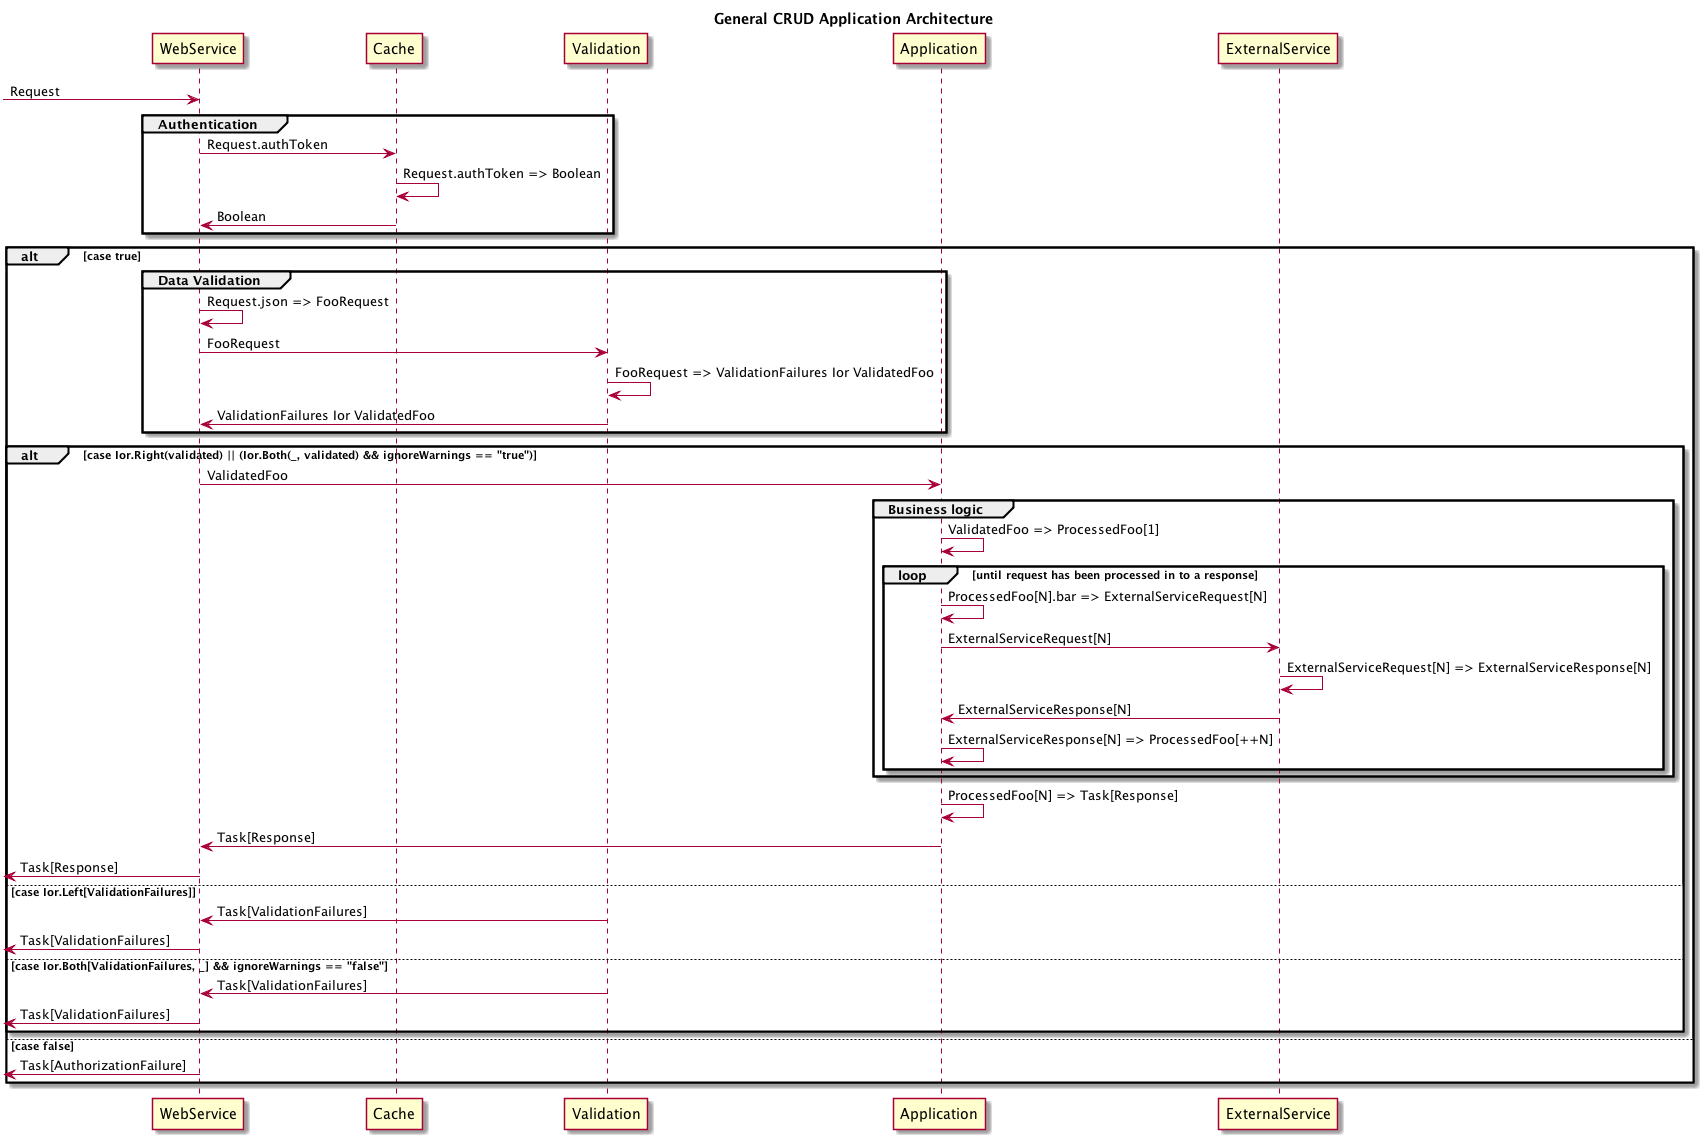 General CRUD Application Architecture
WebService
Cache
Validation
Application
ExternalService
Request
Authentication
Request.authToken
Request.authToken => Boolean
Boolean
alt
[case true]
Data Validation
Request.json => FooRequest
FooRequest
FooRequest => ValidationFailures Ior ValidatedFoo
ValidationFailures Ior ValidatedFoo
alt
[case Ior.Right(validated) || (Ior.Both(_, validated) && ignoreWarnings == "true")]
ValidatedFoo
Business logic
ValidatedFoo => ProcessedFoo[1]
loop
[until request has been processed in to a response]
ProcessedFoo[N].bar => ExternalServiceRequest[N]
ExternalServiceRequest[N]
ExternalServiceRequest[N] => ExternalServiceResponse[N]
ExternalServiceResponse[N]
ExternalServiceResponse[N] => ProcessedFoo[++N]
ProcessedFoo[N] => Task[Response]
Task[Response]
Task[Response]
[case Ior.Left[ValidationFailures]]
Task[ValidationFailures]
Task[ValidationFailures]
[case Ior.Both[ValidationFailures, _] && ignoreWarnings == "false"]
Task[ValidationFailures]
Task[ValidationFailures]
[case false]
Task[AuthorizationFailure]
WebService
Cache
Validation
Application
ExternalService